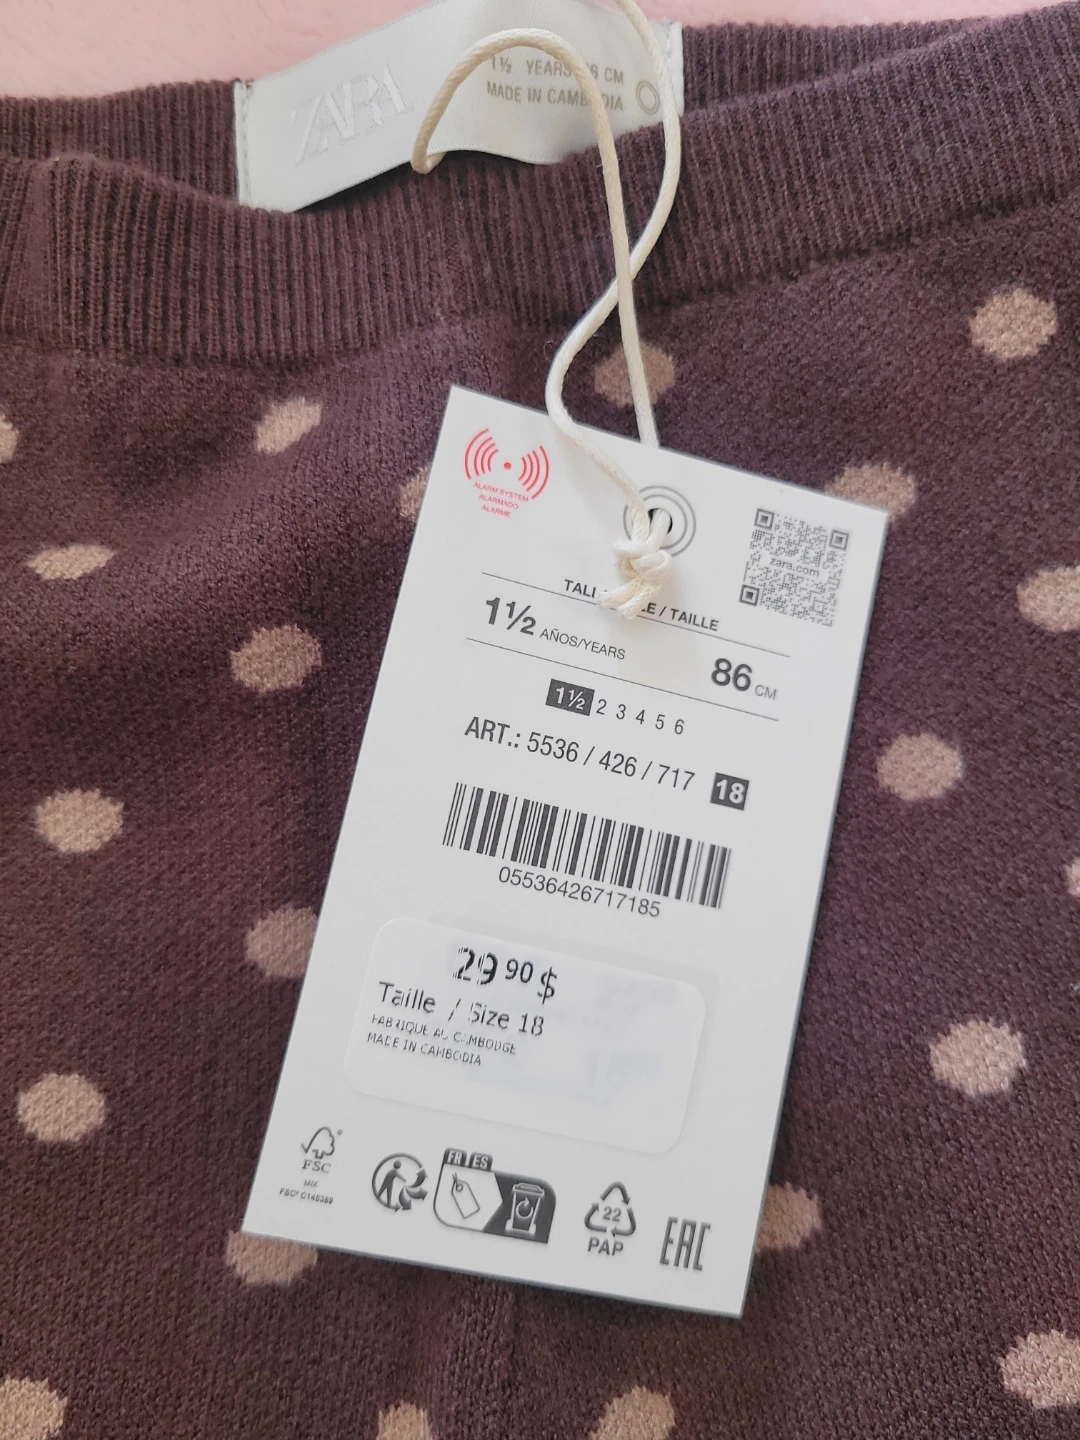 ZARA
1½ YEARS 86 CM
MADE IN CAMBODIA
ALARM SYSTEM
ALARMADO
ALARME
zara.com
/ TAILLE
1½ AÑOS/YEARS 86 CM
1½ 2 3 4 5 6
ART.: 5536 / 426 / 717 18
05536426717185
29 90 $
Taille / Size 18
FABRIQUE AU CAMBODGE
MADE IN CAMBODIA
FSC
MIX
FSC® C145389
FR ES
22
PAP
EAC